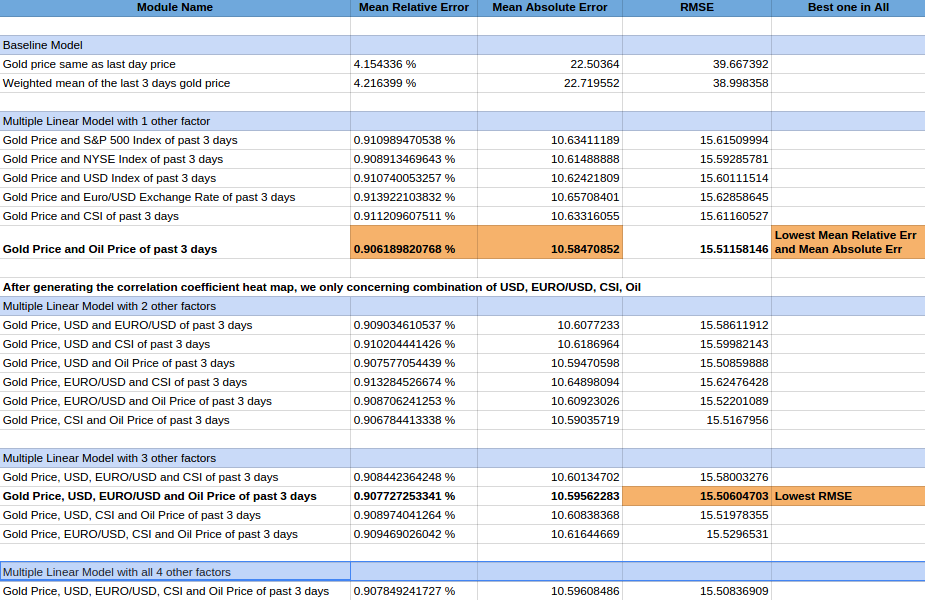 Module Name Mean Relative Error Mean Absolute Error RMSE Best one in All
Baseline Model
Gold price same as last day price 4.154336 % 22.50364 39.667392
Weighted mean of the last 3 days gold price 4.216399 % 22.719552 38.998358
Multiple Linear Model with 1 other factor
Gold Price and S&P 500 Index of past 3 days 0.910989470538 % 10.63411189 15.61509994
Gold Price and NYSE Index of past 3 days 0.908913469643 % 10.61488888 15.59285781
Gold Price and USD Index of past 3 days 0.910740053257 % 10.62421809 15.60111514
Gold Price and Euro/USD Exchange Rate of past 3 days 0.913922103832 % 10.65708401 15.62858645
Gold Price and CSI of past 3 days 0.911209607511 % 10.63316055 15.61160527
Gold Price and Oil Price of past 3 days 0.906189820768 % 10.58470852 15.51158146 Lowest Mean Relative Err
and Mean Absolute Err
After generating the correlation coefficient heat map, we only concerning combination of USD, EURO/USD, CSI, Oil
Multiple Linear Model with 2 other factors
Gold Price, USD and EURO/USD of past 3 days 0.909034610537 % 10.6077233 15.58611912
Gold Price, USD and CSI of past 3 days 0.910204441426 % 10.6186964 15.59982143
Gold Price, USD and Oil Price of past 3 days 0.907577054439 % 10.59470598 15.50859888
Gold Price, EURO/USD and CSI of past 3 days 0.913284526674 % 10.64898094 15.62476428
Gold Price, EURO/USD and Oil Price of past 3 days 0.908706241253 % 10.60923026 15.52201089
Gold Price, CSI and Oil Price of past 3 days 0.906784413338 % 10.59035719 15.5167956
Multiple Linear Model with 3 other factors
Gold Price, USD, EURO/USD and CSI of past 3 days 0.908442364248 % 10.60134702 15.58003276
Gold Price, USD, EURO/USD and Oil Price of past 3 days 0.907727253341 % 10.59562283 15.50604703 Lowest RMSE
Gold Price, USD, CSI and Oil Price of past 3 days 0.908974041264 % 10.60838368 15.51978355
Gold Price, EURO/USD, CSI and Oil Price of past 3 days 0.909469026042 % 10.61644669 15.5296531
Multiple Linear Model with all 4 other factors
Gold Price, USD, EURO/USD, CSI and Oil Price of past 3 days 0.907849241727 % 10.59608486 15.50836909